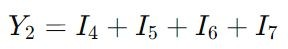 Y₂ = I₄ + I₅ + I₆ + I₇